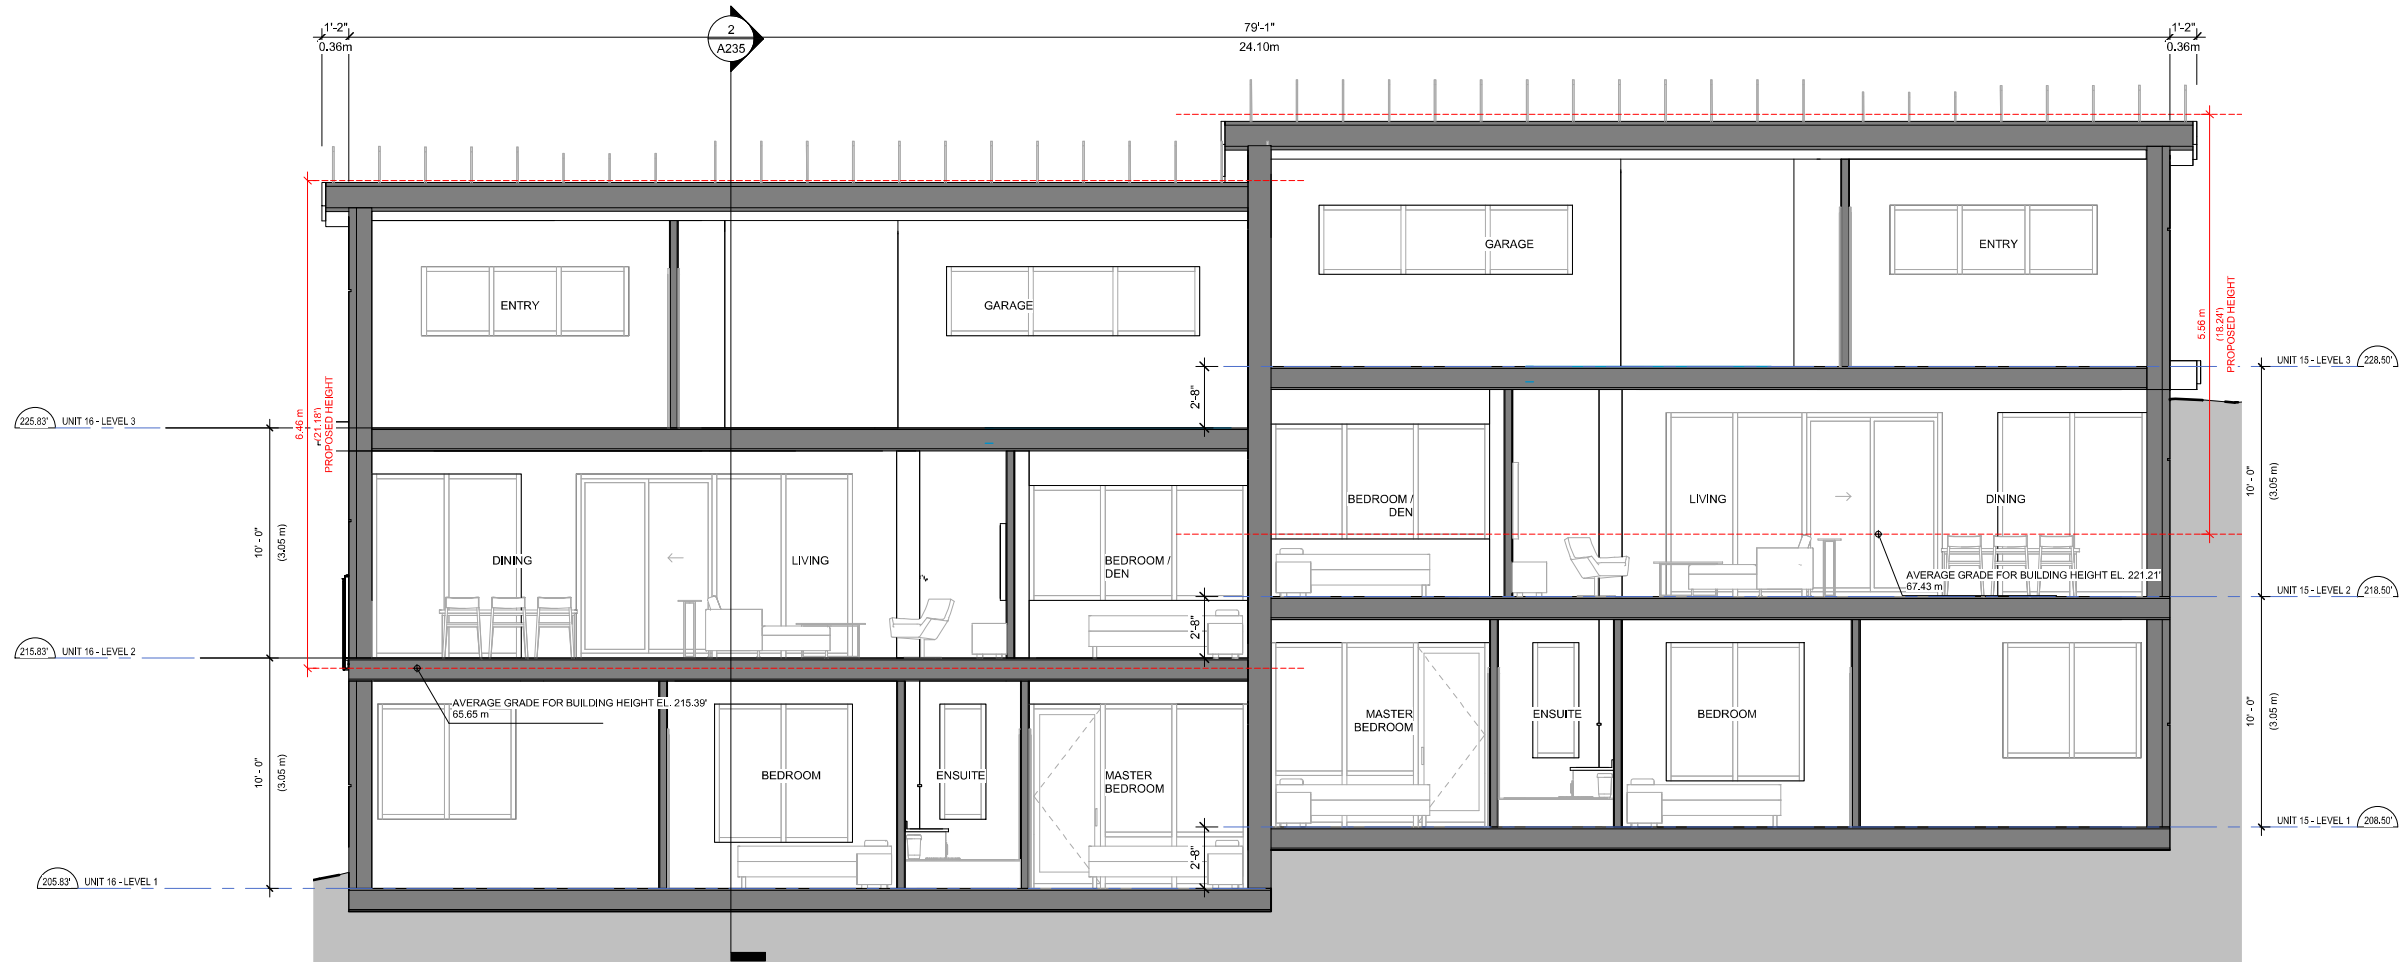 1'-2"
0.36m
2
A235
79'-1"
24.10m
1'-2"
0.36m
GARAGE
ENTRY
ENTRY
GARAGE
5.56 m
(18.24')
PROPOSED HEIGHT
UNIT 15 - LEVEL 3
228.50'
2'-8"
6.46 m
(21.18')
PROPOSED HEIGHT
225.83'
UNIT 16 - LEVEL 3
BEDROOM /
DEN
LIVING
DINING
10' - 0"
(3.05 m)
10' - 0"
(3.05 m)
DINING
LIVING
BEDROOM /
DEN
AVERAGE GRADE FOR BUILDING HEIGHT EL. 221.21'
67.43 m
UNIT 15 - LEVEL 2
218.50'
2'-8"
215.83'
UNIT 16 - LEVEL 2
AVERAGE GRADE FOR BUILDING HEIGHT EL. 215.39'
65.65 m
MASTER
BEDROOM
ENSUITE
BEDROOM
10' - 0"
(3.05 m)
10' - 0"
(3.05 m)
BEDROOM
ENSUITE
MASTER
BEDROOM
UNIT 15 - LEVEL 1
208.50'
2'-8"
205.83'
UNIT 16 - LEVEL 1